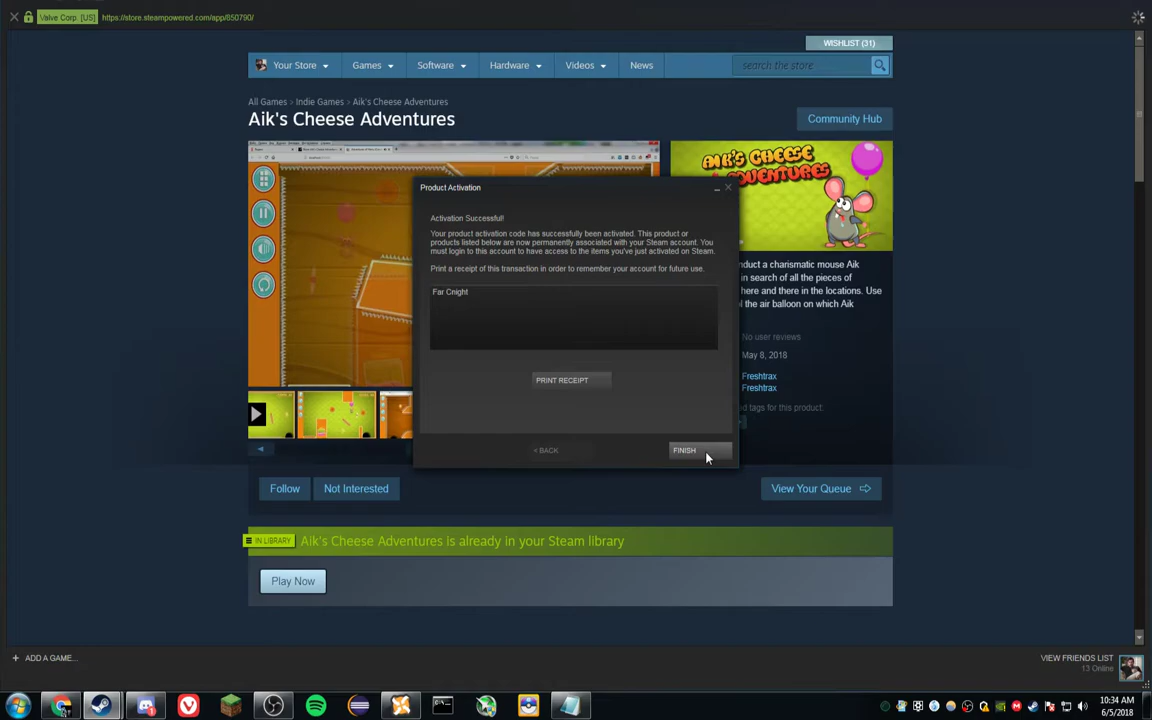 Valve Corp. [US] https://store.steampowered.com/app/850790/
WISHLIST (31)
Your Store Games Software Hardware Videos News search the store
All Games > Indie Games > Aik's Cheese Adventures
Aik's Cheese Adventures
Community Hub
AIK'S CHEESE
ADVENTURES
Product Activation
Activation Successful!
Your product activation code has successfully been activated. This product or
products listed below are now permanently associated with your Steam account. You
must login to this account to have access to the items you've just activated on Steam.
Print a receipt of this transaction in order to remember your account for future use.
Far Cnight
PRINT RECEIPT
< BACK
FINISH
nduct a charismatic mouse Aik
in search of all the pieces of
here and there in the locations. Use
l the air balloon on which Aik
No user reviews
May 8, 2018
Freshtrax
Freshtrax
d tags for this product:
Follow
Not Interested
View Your Queue
IN LIBRARY
Aik's Cheese Adventures is already in your Steam library
Play Now
+ ADD A GAME...
VIEW FRIENDS LIST
13 Online
10:34 AM
6/5/2018